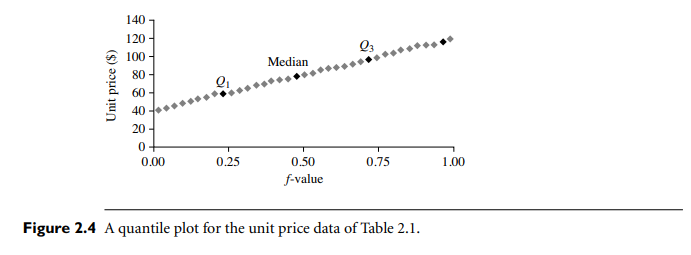 140
120
100
80
60
40
20
0
Unit price ($)
Q1
Median
Q3
0.00 0.25 0.50 0.75 1.00
f-value
Figure 2.4 A quantile plot for the unit price data of Table 2.1.